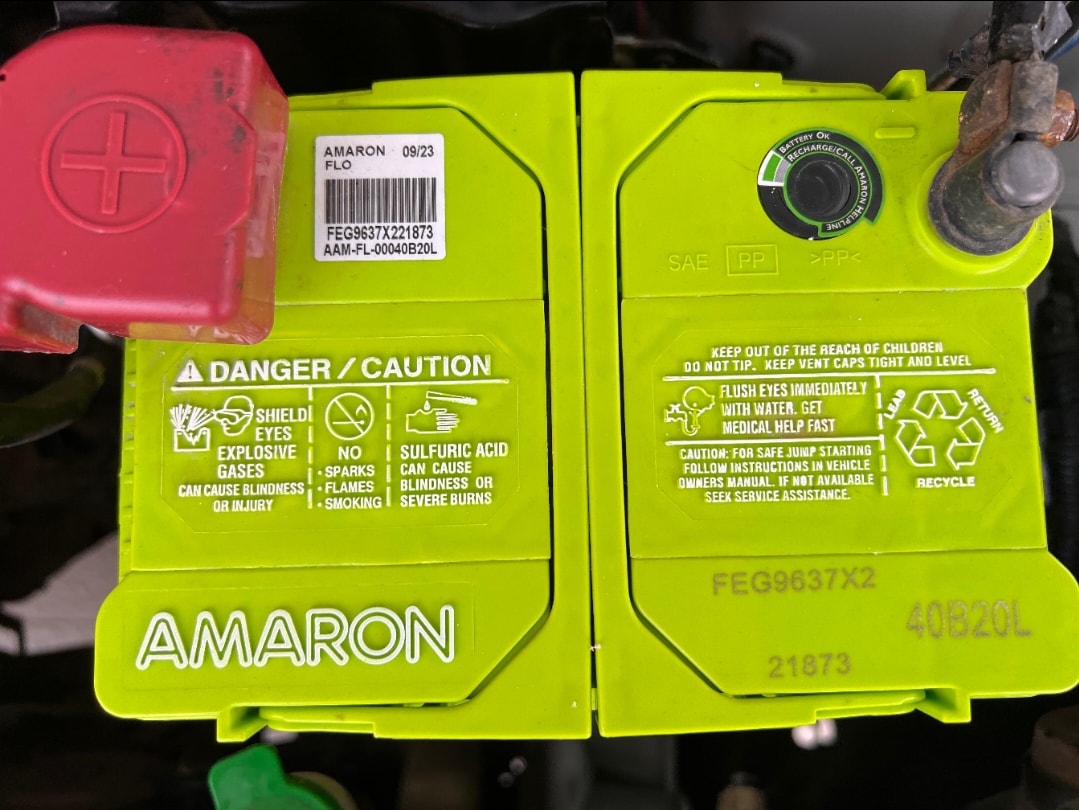 AMARON 09/23
FLO
FEG9637X221873
AAM-FL-00040B20L
BATTERY OK
RECHARGE/CALL AMARON HELPLINE
SAE PP >PP<
DANGER / CAUTION
SHIELD
EYES
EXPLOSIVE
GASES
CAN CAUSE BLINDNESS
OR INJURY
NO
• SPARKS
• FLAMES
• SMOKING
SULFURIC ACID
CAN CAUSE
BLINDNESS OR
SEVERE BURNS
KEEP OUT OF THE REACH OF CHILDREN
DO NOT TIP. KEEP VENT CAPS TIGHT AND LEVEL
FLUSH EYES IMMEDIATELY
WITH WATER. GET
MEDICAL HELP FAST
CAUTION: FOR SAFE JUMP STARTING
FOLLOW INSTRUCTIONS IN VEHICLE
OWNERS MANUAL. IF NOT AVAILABLE
SEEK SERVICE ASSISTANCE.
LEAD
RETURN
RECYCLE
AMARON
FEG9637X2
40B20L
21873